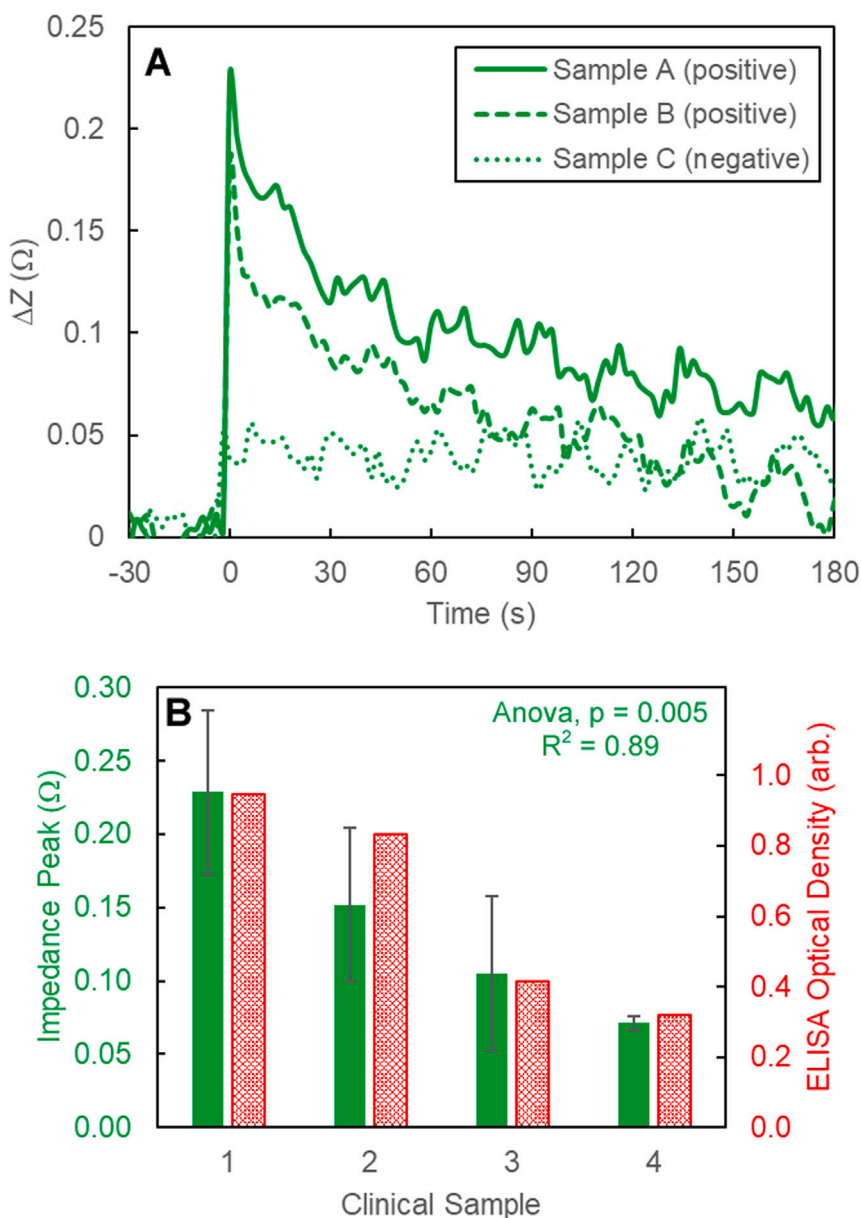 A
Sample A (positive)
Sample B (positive)
Sample C (negative)
0.25
0.2
0.15
0.1
0.05
0
ΔZ (Ω)
-30 0 30 60 90 120 150 180
Time (s)
B
Anova, p = 0.005
R² = 0.89
0.30
0.25
0.20
0.15
0.10
0.05
0.00
Impedance Peak (Ω)
1.0
0.8
0.6
0.4
0.2
0.0
ELISA Optical Density (arb.)
1 2 3 4
Clinical Sample